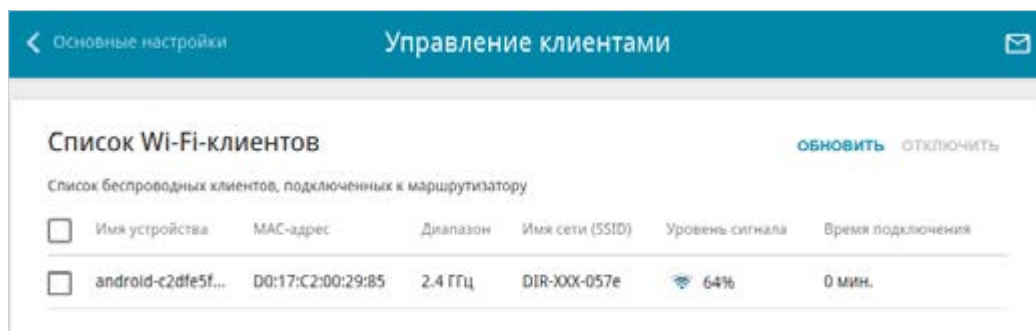 Основные настройки Управление клиентами
Список Wi-Fi-клиентов ОБНОВИТЬ ОТКЛЮЧИТЬ
Список беспроводных клиентов, подключенных к маршрутизатору
Имя устройства MAC-адрес Диапазон Имя сети (SSID) Уровень сигнала Время подключения
android-c2dfe5f... D0:17:C2:00:29:85 2.4 ГГц DIR-XXX-057e 64% 0 мин.